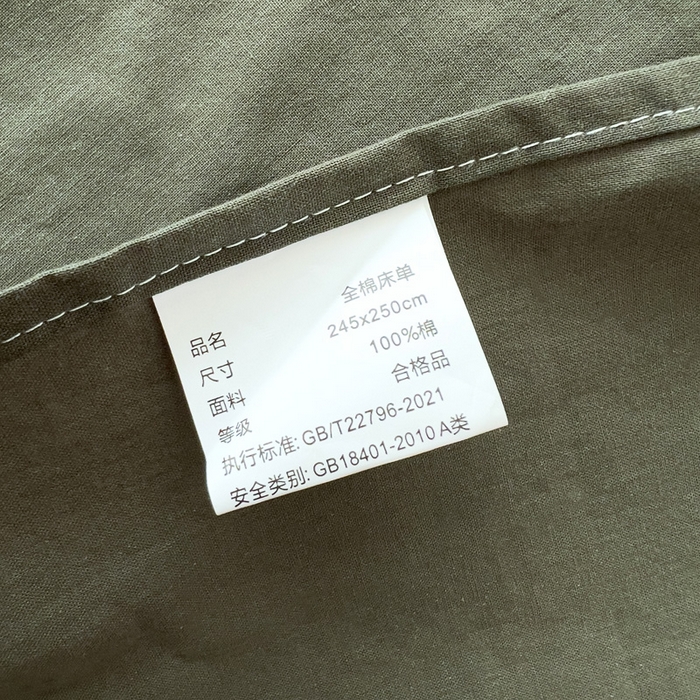 品名 全棉床单
尺寸 245x250cm
面料 100%棉
等级 合格品
执行标准: GB/T22796-2021
安全类别: GB18401-2010 A类